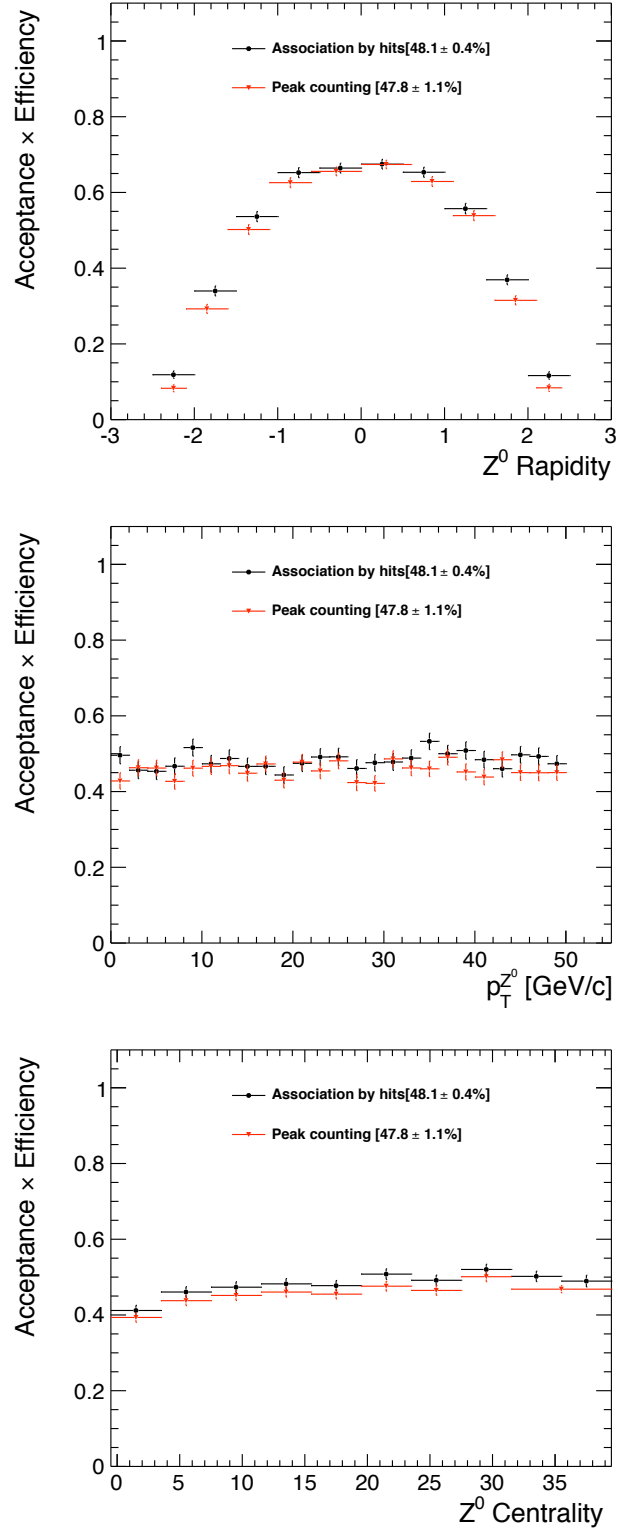 Acceptance × Efficiency
1
0.8
0.6
0.4
0.2
0
Association by hits[48.1 ± 0.4%]
Peak counting [47.8 ± 1.1%]
-3 -2 -1 0 1 2 3
Z⁰ Rapidity
Acceptance × Efficiency
1
0.8
0.6
0.4
0.2
0
Association by hits[48.1 ± 0.4%]
Peak counting [47.8 ± 1.1%]
0 10 20 30 40 50
p_T^{Z⁰} [GeV/c]
Acceptance × Efficiency
1
0.8
0.6
0.4
0.2
0
Association by hits[48.1 ± 0.4%]
Peak counting [47.8 ± 1.1%]
0 5 10 15 20 25 30 35
Z⁰ Centrality